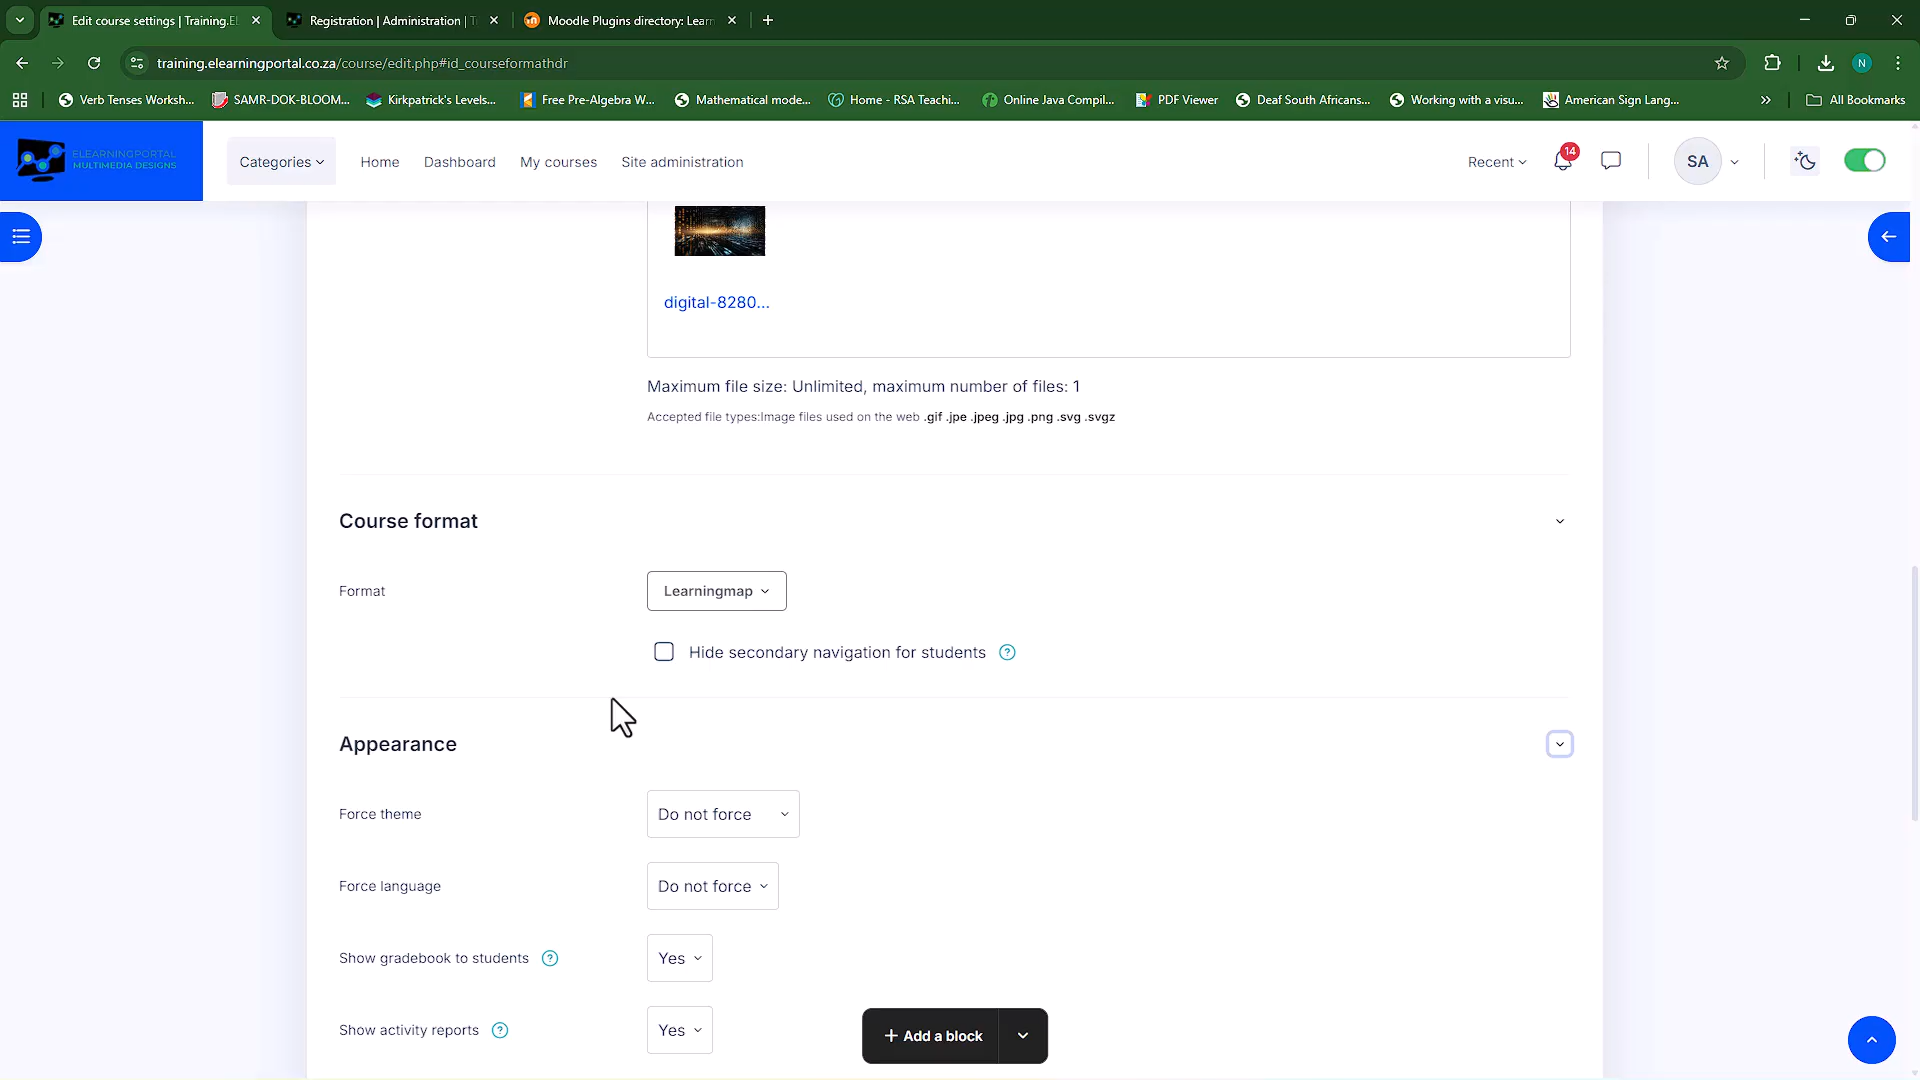 Edit course settings | Training.E
Registration | Administration | T
Moodle Plugins directory: Learn
training.elearningportal.co.za/course/edit.php#id_courseformathdr
N
Verb Tenses Worksh...
SAMR-DOK-BLOOM...
Kirkpatrick's Levels...
Free Pre-Algebra W...
Mathematical mode...
Home - RSA Teachi...
Online Java Compil...
PDF Viewer
Deaf South Africans...
Working with a visu...
American Sign Lang...
All Bookmarks
ELEARNINGPORTAL
MULTIMEDIA DESIGNS
Categories
Home
Dashboard
My courses
Site administration
Recent
14
SA
digital-8280...
Maximum file size: Unlimited, maximum number of files: 1
Accepted file types:Image files used on the web .gif .jpe .jpeg .jpg .png .svg .svgz
Course format
Format
Learningmap
Hide secondary navigation for students
Appearance
Force theme
Do not force
Force language
Do not force
Show gradebook to students
Yes
Show activity reports
Yes
+ Add a block